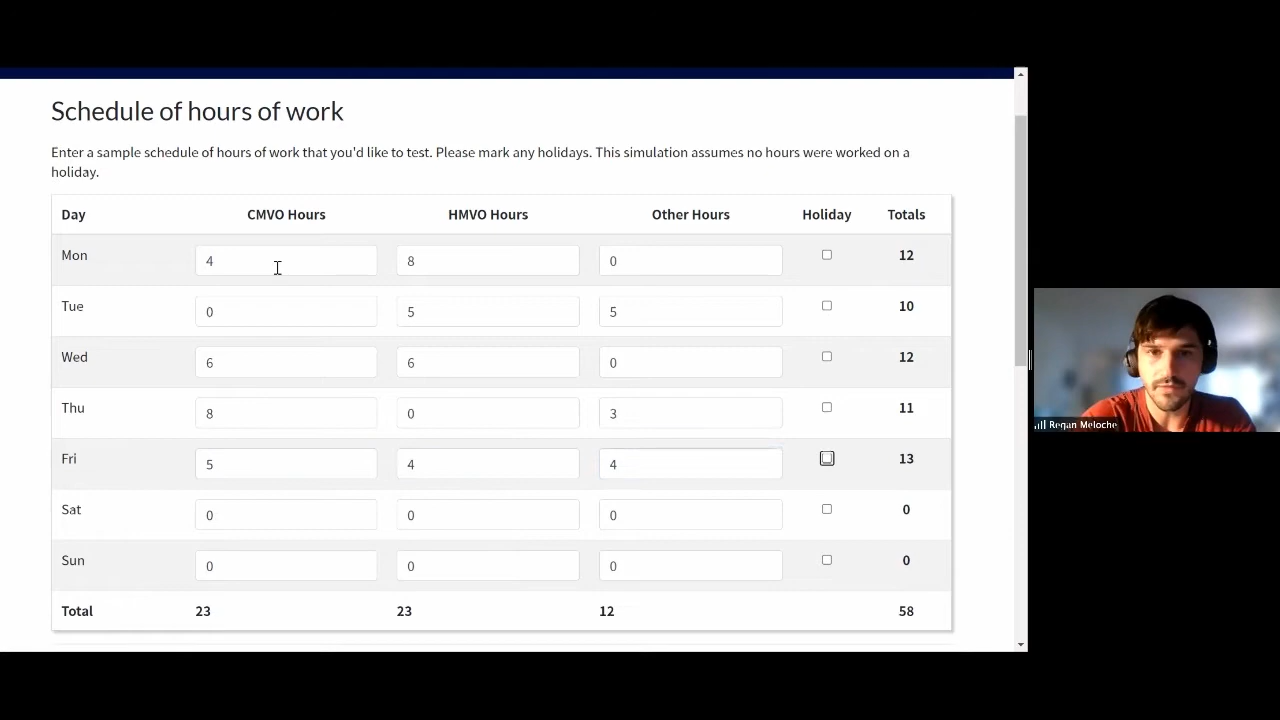 Schedule of hours of work
Enter a sample schedule of hours of work that you'd like to test. Please mark any holidays. This simulation assumes no hours were worked on a
holiday.
Day CMVO Hours HMVO Hours Other Hours Holiday Totals
Mon 4 8 0 12
Tue 0 5 5 10
Wed 6 6 0 12
Thu 8 0 3 11
Fri 5 4 4 13
Sat 0 0 0 0
Sun 0 0 0 0
Total 23 23 12 58
Regan Meloche